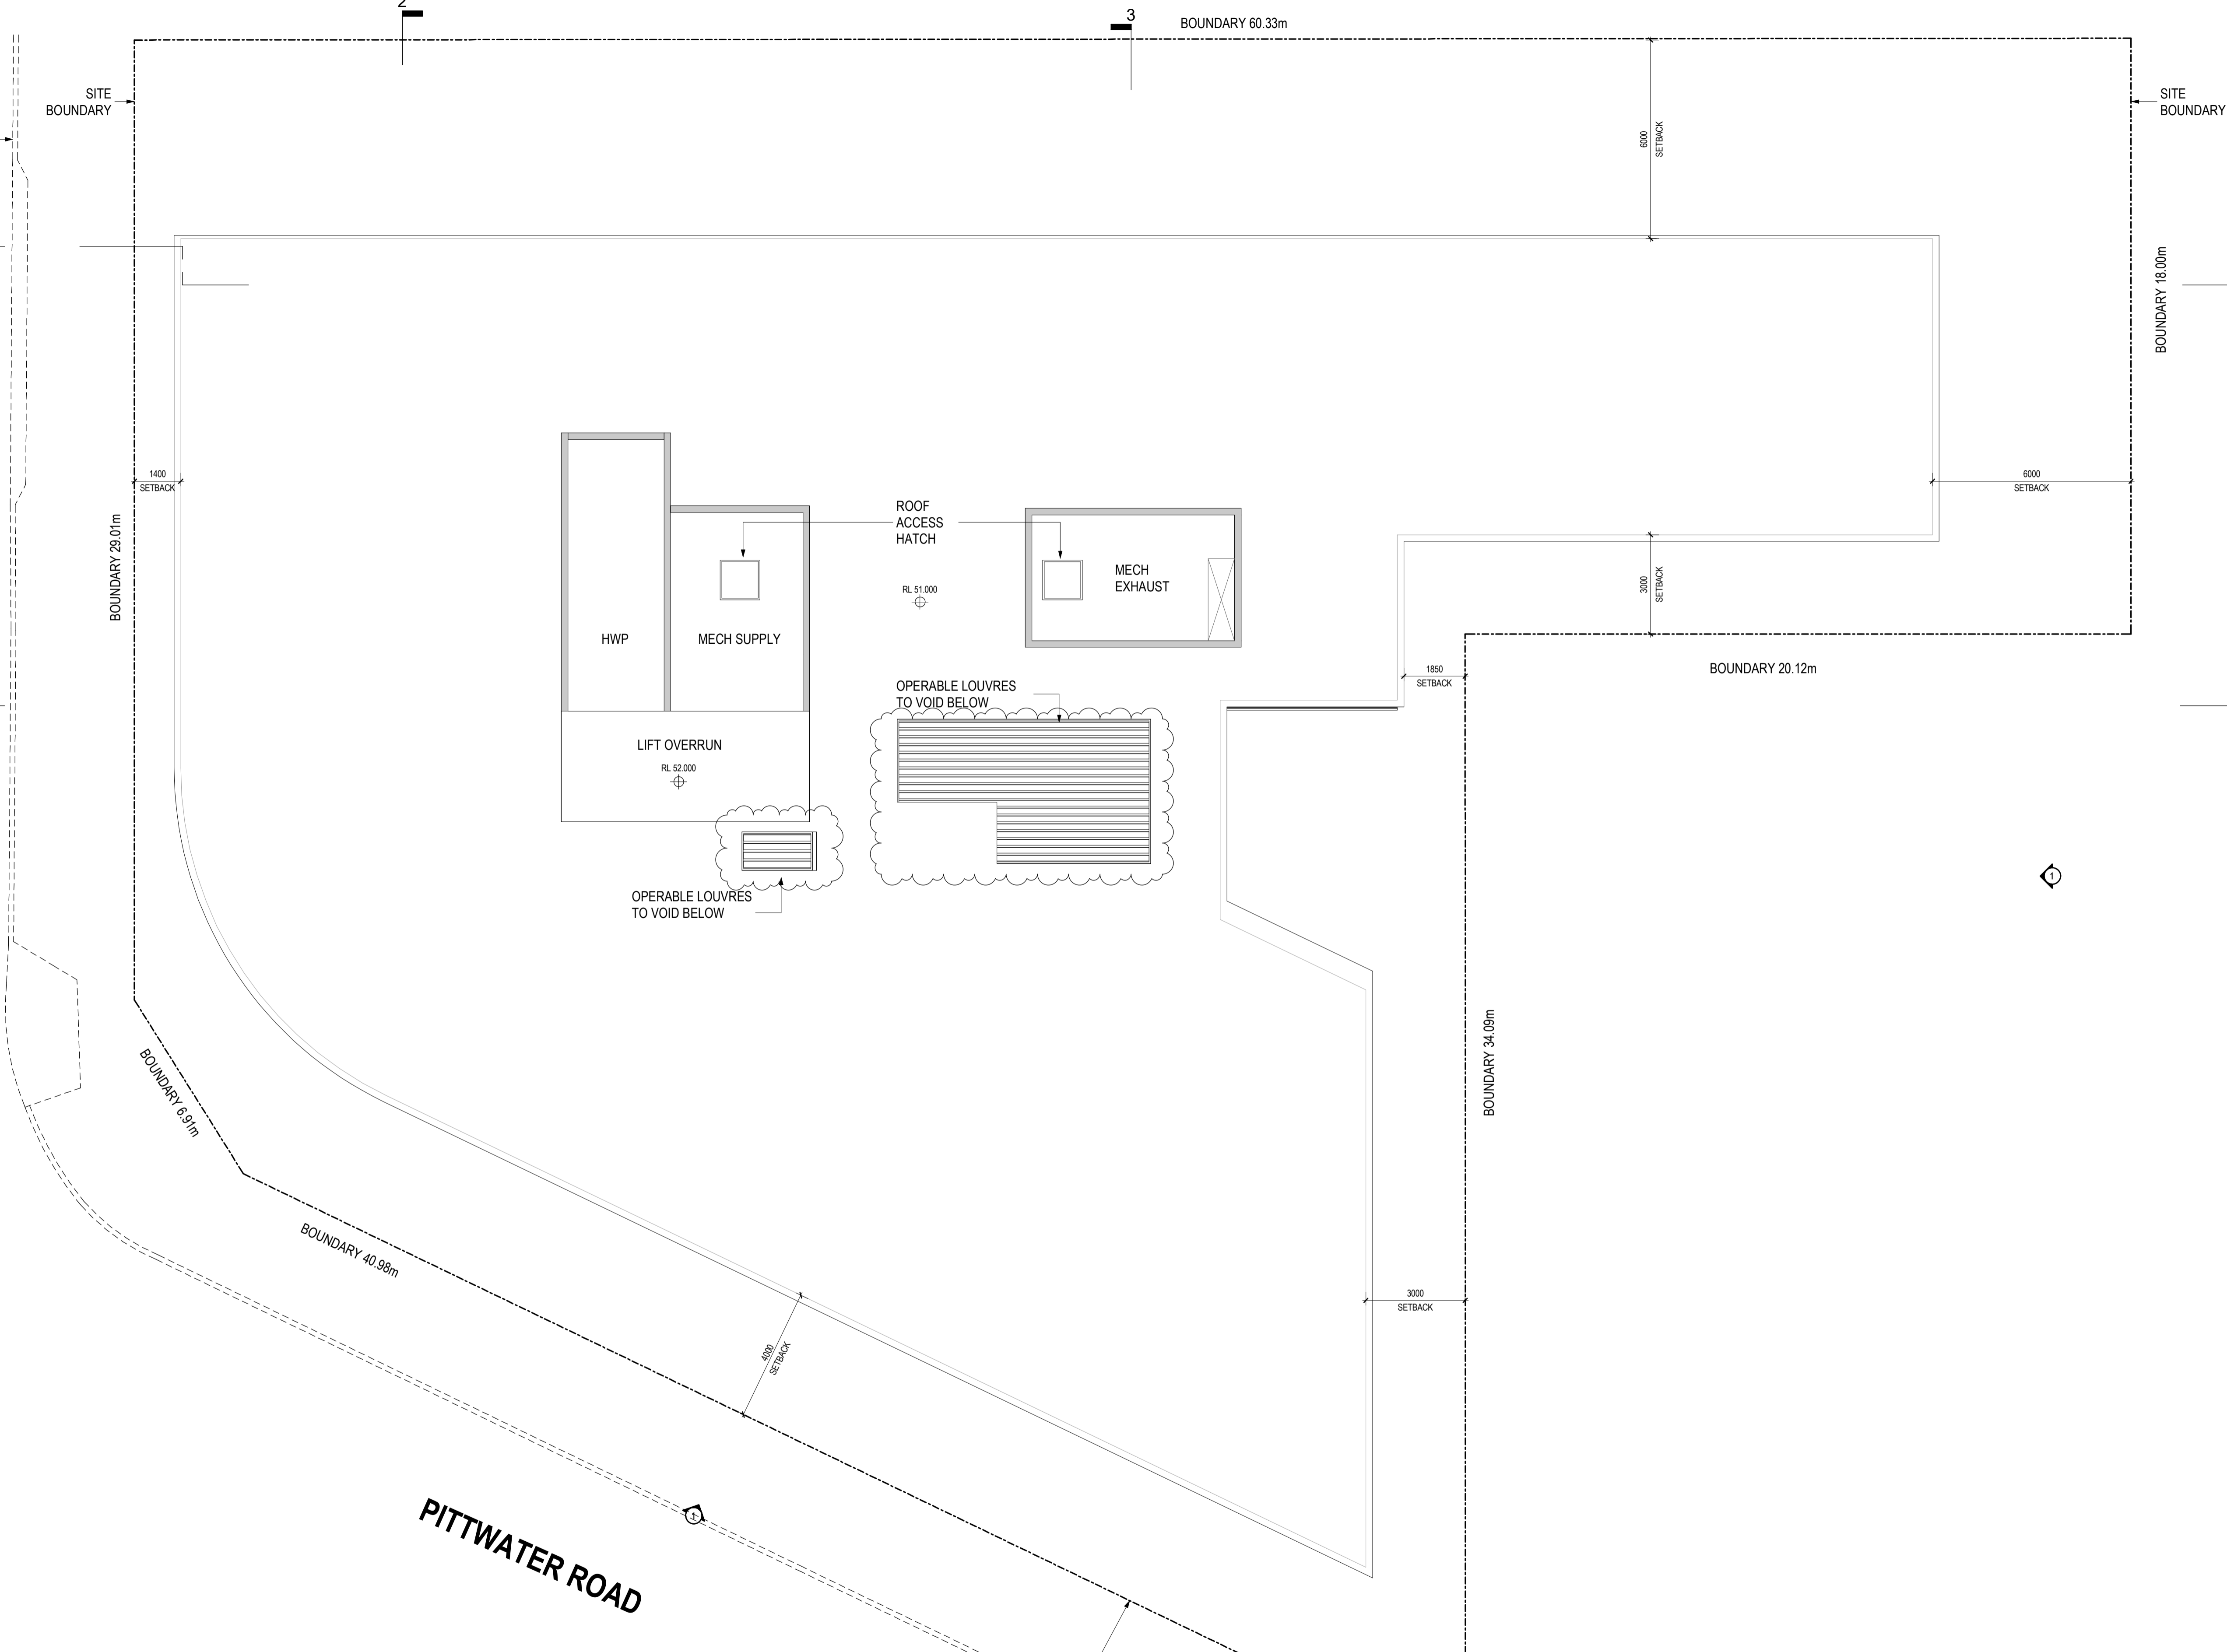 2
3
BOUNDARY 60.33m
SITE
BOUNDARY
SITE
BOUNDARY
6000
SETBACK
BOUNDARY 18.00m
1400
SETBACK
6000
SETBACK
ROOF
ACCESS
HATCH
BOUNDARY 29.01m
MECH
EXHAUST
3000
SETBACK
RL 51.000
HWP
MECH SUPPLY
BOUNDARY 20.12m
1850
SETBACK
OPERABLE LOUVRES
TO VOID BELOW
LIFT OVERRUN
RL 52.000
1
OPERABLE LOUVRES
TO VOID BELOW
BOUNDARY 34.09m
BOUNDARY 6.91m
BOUNDARY 40.98m
3000
SETBACK
4000
SETBACK
1
PITTWATER ROAD